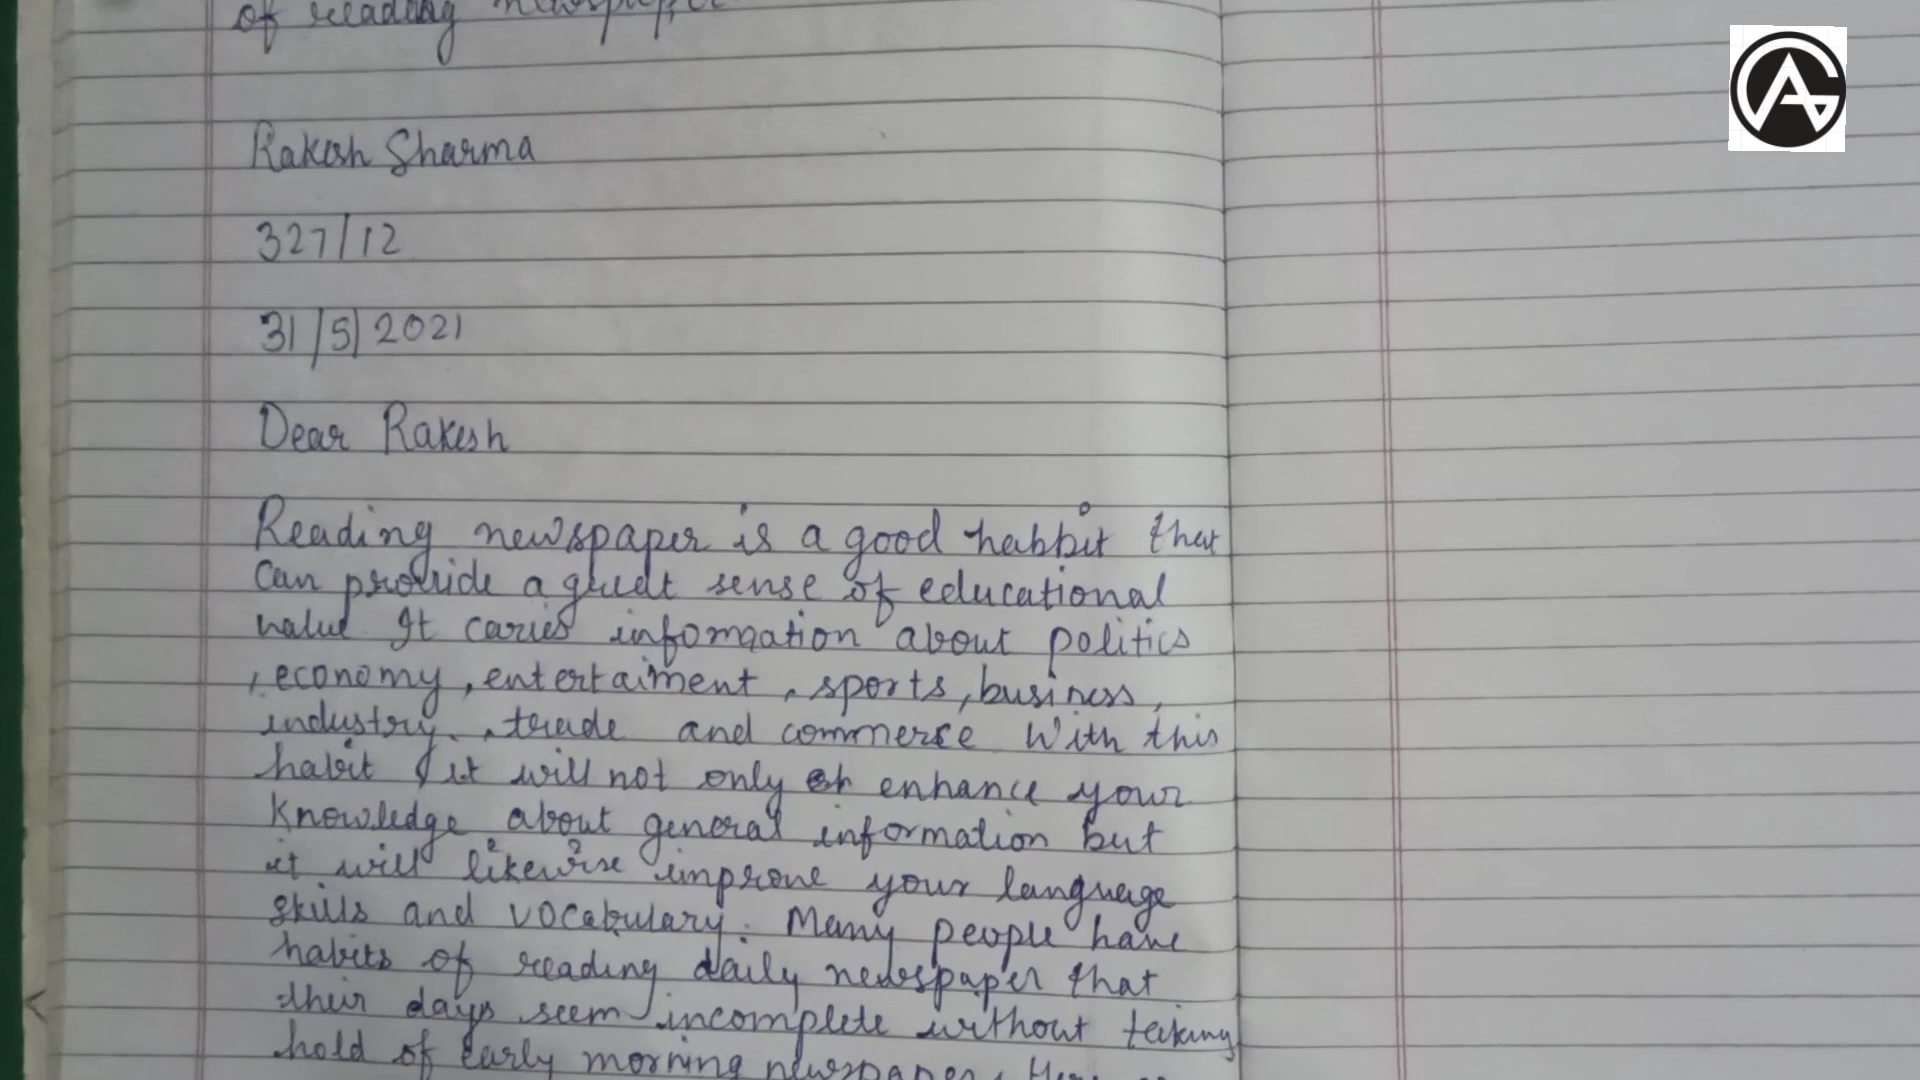 of reading newspaper
Rakesh Sharma
327/12
31/5/2021
Dear Rakesh
Reading newspaper is a good habbit that
can provide a great sense of educational
value It caries infomation about politics
, economy, entertaiment, sports, business,
industry, trade and commerce With this
habit it will not only enhance your
knowledge about general information but
it will likewise improve your language
skills and vocabulary. Many people have
habits of reading daily newspaper that
their days seem incomplete without taking
hold of early morning newspaper.